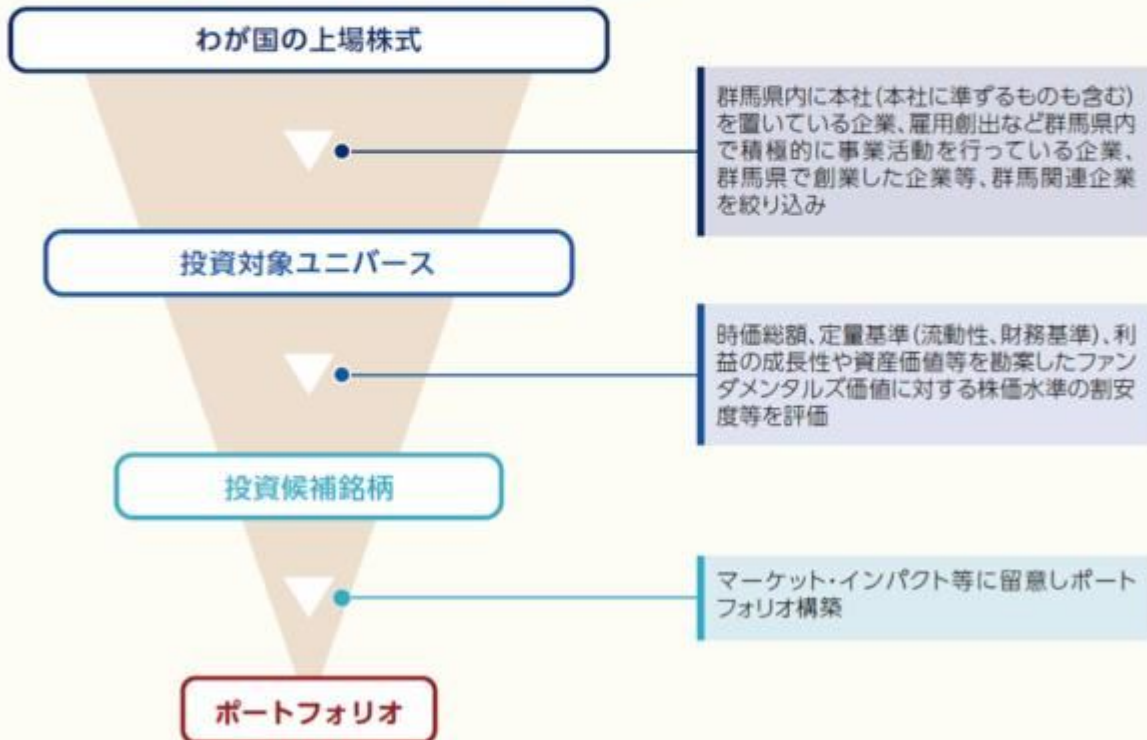 わが国の上場株式
群馬県内に本社(本社に準ずるものも含む)
を置いている企業、雇用創出など群馬県内
で積極的に事業活動を行っている企業、
群馬県で創業した企業等、群馬関連企業
を絞り込み
投資対象ユニバース
時価総額、定量基準(流動性、財務基準)、利
益の成長性や資産価値等を勘案したファン
ダメンタルズ価値に対する株価水準の割安
度等を評価
投資候補銘柄
マーケット・インパクト等に留意しポート
フォリオ構築
ポートフォリオ